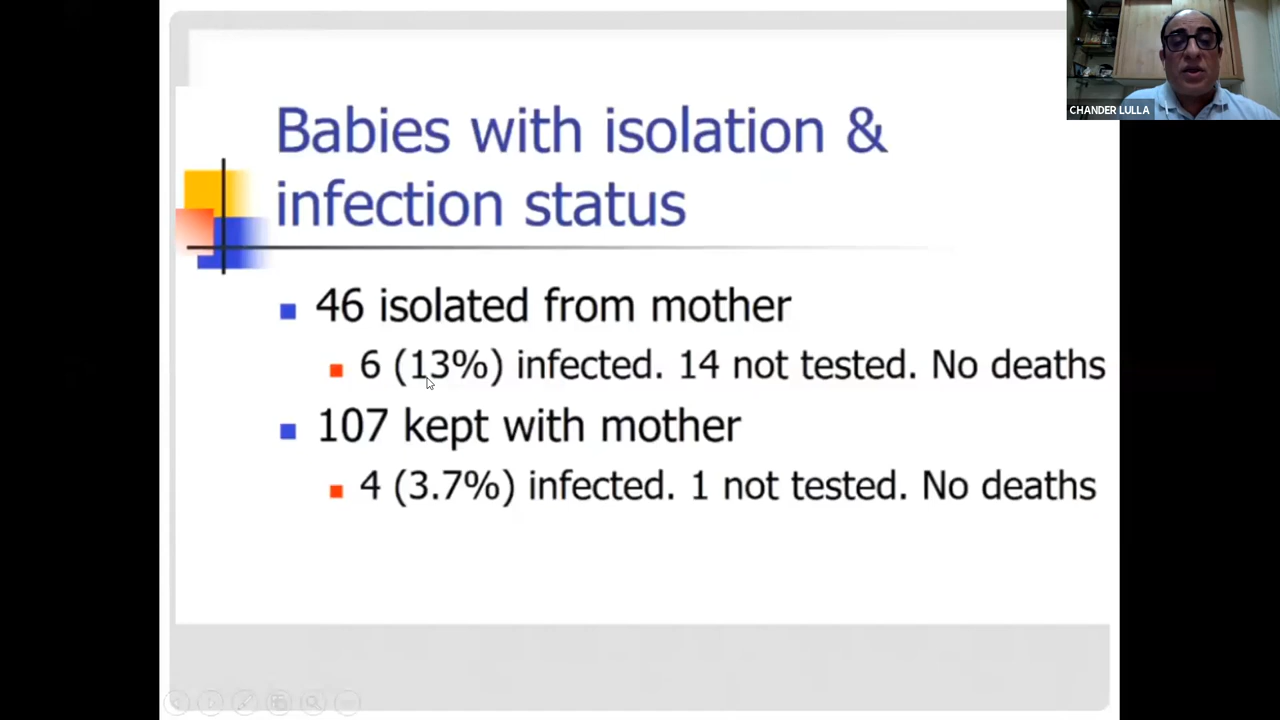 CHANDER LULLA
Babies with isolation &
infection status
46 isolated from mother
6 (13%) infected. 14 not tested. No deaths
107 kept with mother
4 (3.7%) infected. 1 not tested. No deaths